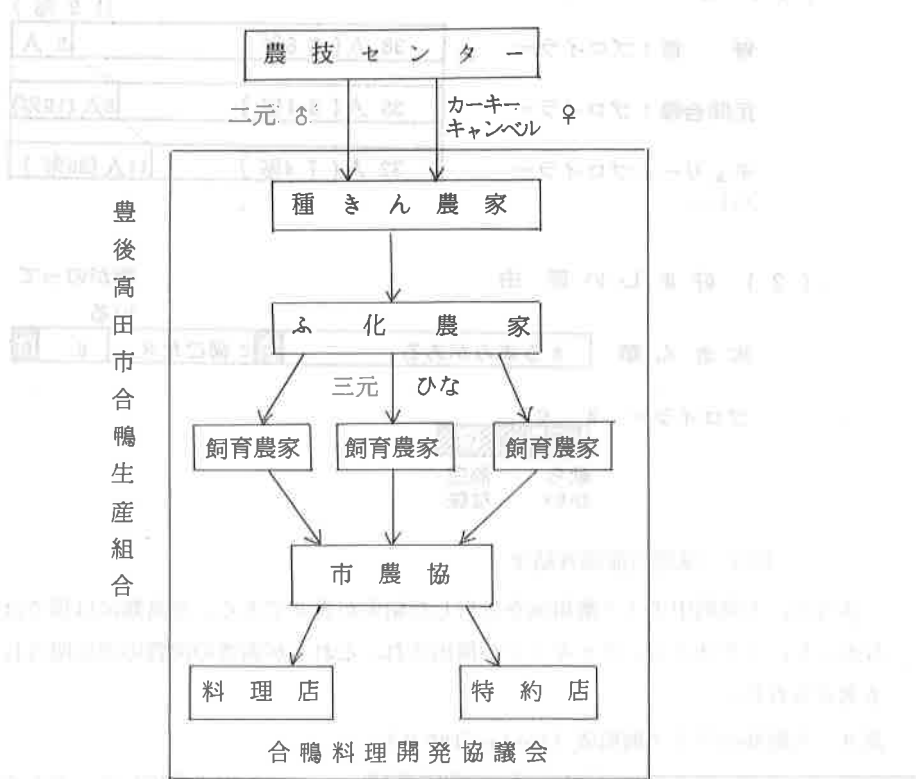 農技センター
二元 ♂
カーキー
キャンベル ♀
種きん農家
豊後高田市合鴨生産組合
ふ化農家
三元 ひな
飼育農家 飼育農家 飼育農家
市農協
料理店 特約店
合鴨料理開発協議会